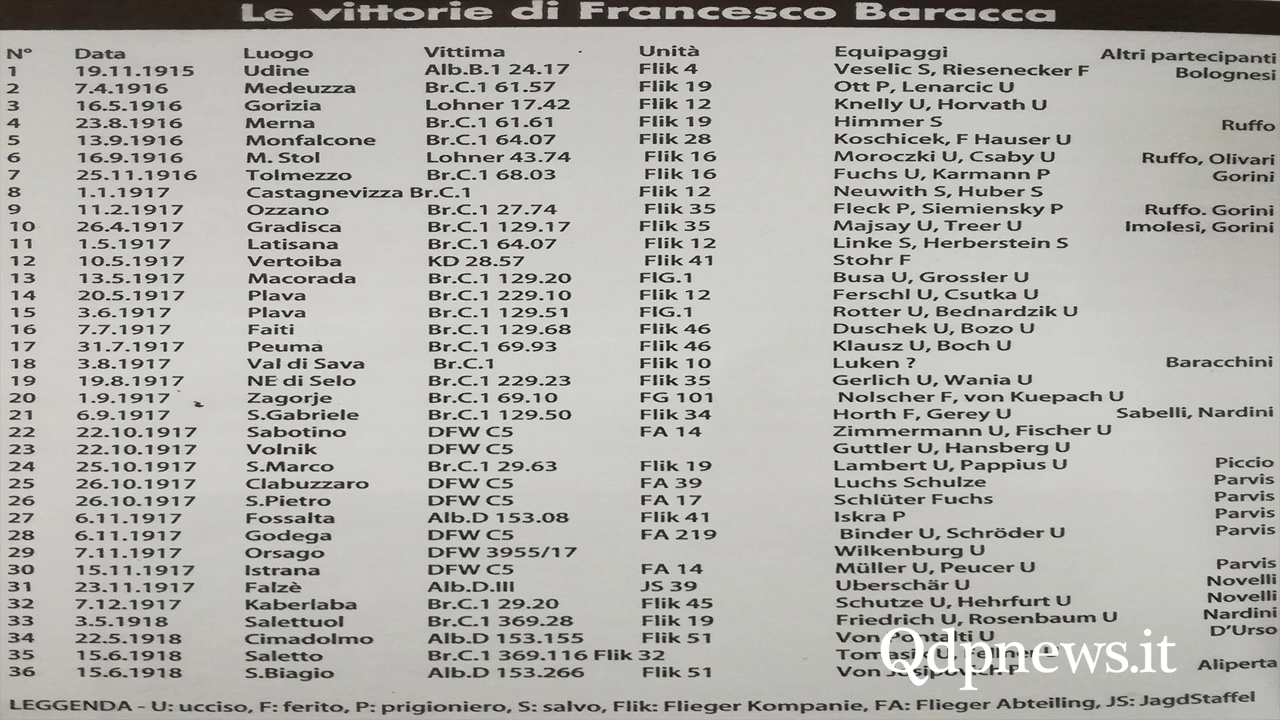 Le vittorie di Francesco Baracca
N° Data Luogo Vittima Unità Equipaggi Altri partecipanti
1 19.11.1915 Udine Alb.B.1 24.17 Flik 4 Veselic S, Riesenecker F Bolognesi
2 7.4.1916 Medeuzza Br.C.1 61.57 Flik 19 Ott P, Lenarcic U
3 16.5.1916 Gorizia Lohner 17.42 Flik 12 Knelly U, Horvath U
4 23.8.1916 Merna Br.C.1 61.61 Flik 19 Himmer S Ruffo
5 13.9.1916 Monfalcone Br.C.1 64.07 Flik 28 Koschicek, F Hauser U
6 16.9.1916 M. Stol Lohner 43.74 Flik 16 Moroczki U, Csaby U Ruffo, Olivari
7 25.11.1916 Tolmezzo Br.C.1 68.03 Flik 16 Fuchs U, Karmann P Gorini
8 1.1.1917 Castagnevizza Br.C.1 Flik 12 Neuwith S, Huber S
9 11.2.1917 Ozzano Br.C.1 27.74 Flik 35 Fleck P, Siemiensky P Ruffo. Gorini
10 26.4.1917 Gradisca Br.C.1 129.17 Flik 35 Majsay U, Treer U Imolesi, Gorini
11 1.5.1917 Latisana Br.C.1 64.07 Flik 12 Linke S, Herberstein S
12 10.5.1917 Vertoiba KD 28.57 Flik 41 Stohr F
13 13.5.1917 Macorada Br.C.1 129.20 FIG.1 Busa U, Grossler U
14 20.5.1917 Plava Br.C.1 229.10 Flik 12 Ferschl U, Csutka U
15 3.6.1917 Plava Br.C.1 129.51 FIG.1 Rotter U, Bednardzik U
16 7.7.1917 Faiti Br.C.1 129.68 Flik 46 Duschek U, Bozo U
17 31.7.1917 Peuma Br.C.1 69.93 Flik 46 Klausz U, Boch U
18 3.8.1917 Val di Sava Br.C.1 Flik 10 Luken ? Baracchini
19 19.8.1917 NE di Selo Br.C.1 229.23 Flik 35 Gerlich U, Wania U
20 1.9.1917 Zagorje Br.C.1 69.10 FG 101 Nolscher F, von Kuepach U
21 6.9.1917 S.Gabriele Br.C.1 129.50 Flik 34 Horth F, Gerey U Sabelli, Nardini
22 22.10.1917 Sabotino DFW C5 FA 14 Zimmermann U, Fischer U
23 22.10.1917 Volnik DFW C5 Guttler U, Hansberg U
24 25.10.1917 S.Marco Br.C.1 29.63 Flik 19 Lambert U, Pappius U Piccio
25 26.10.1917 Clabuzzaro DFW C5 FA 39 Luchs Schulze Parvis
26 26.10.1917 S.Pietro DFW C5 FA 17 Schlüter Fuchs Parvis
27 6.11.1917 Fossalta Alb.D 153.08 Flik 41 Iskra P Parvis
28 6.11.1917 Godega DFW C5 FA 219 Binder U, Schröder U Parvis
29 7.11.1917 Orsago DFW 3955/17 Wilkenburg U
30 15.11.1917 Istrana DFW C5 FA 14 Müller U, Peucer U Parvis
31 23.11.1917 Falzè Alb.D.III JS 39 Uberschär U Novelli
32 7.12.1917 Kaberlaba Br.C.1 29.20 Flik 45 Schutze U, Hehrfurt U Novelli
33 3.5.1918 Salettuol Br.C.1 369.28 Flik 19 Friedrich U, Rosenbaum U Nardini
34 22.5.1918 Cimadolmo Alb.D 153.155 Flik 51 Von U D'Urso
35 15.6.1918 Saletto Br.C.1 369.116 Flik 32
36 15.6.1918 S.Biagio Alb.D 153.266 Flik 51 Von Aliperta
LEGGENDA - U: ucciso, F: ferito, P: prigioniero, S: salvo, Flik: Flieger Kompanie, FA: Flieger Abteiling, JS: JagdStaffel
Qdpnews.it